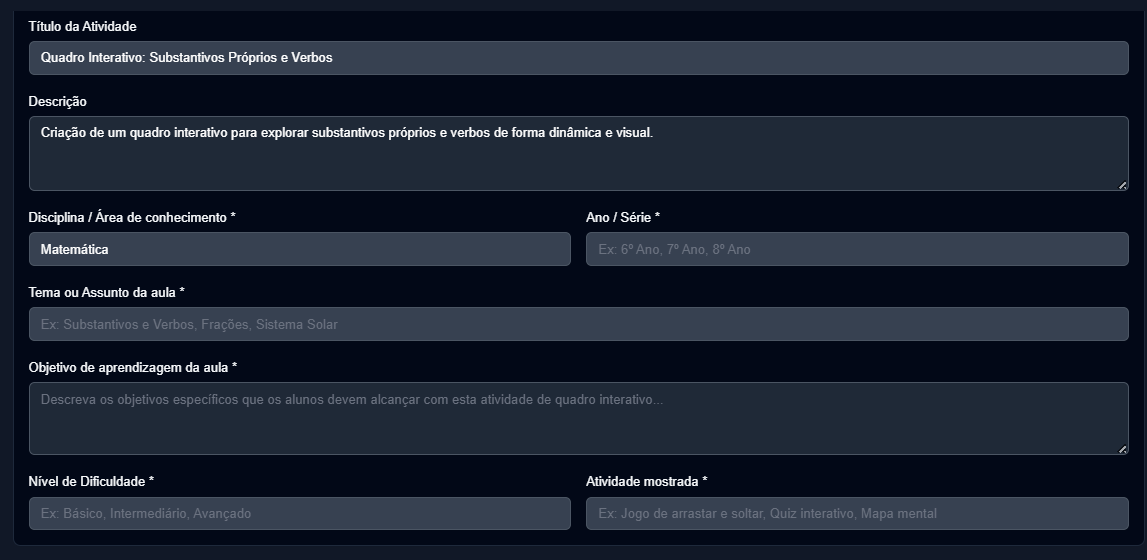 Título da Atividade
Quadro Interativo: Substantivos Próprios e Verbos
Descrição
Criação de um quadro interativo para explorar substantivos próprios e verbos de forma dinâmica e visual.
Disciplina / Área de conhecimento *
Ano / Série *
Matemática
Ex: 6º Ano, 7º Ano, 8º Ano
Tema ou Assunto da aula *
Ex: Substantivos e Verbos, Frações, Sistema Solar
Objetivo de aprendizagem da aula *
Descreva os objetivos específicos que os alunos devem alcançar com esta atividade de quadro interativo...
Nível de Dificuldade *
Atividade mostrada *
Ex: Básico, Intermediário, Avançado
Ex: Jogo de arrastar e soltar, Quiz interativo, Mapa mental